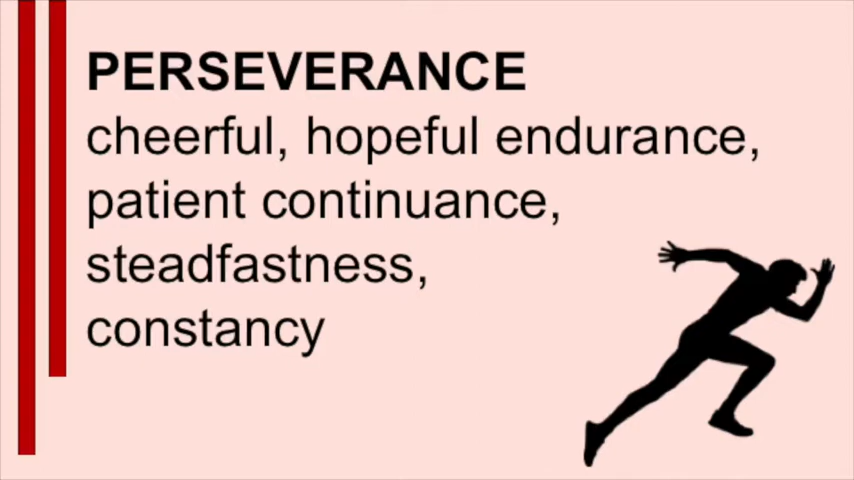 PERSEVERANCE
cheerful, hopeful endurance,
patient continuance,
steadfastness,
constancy